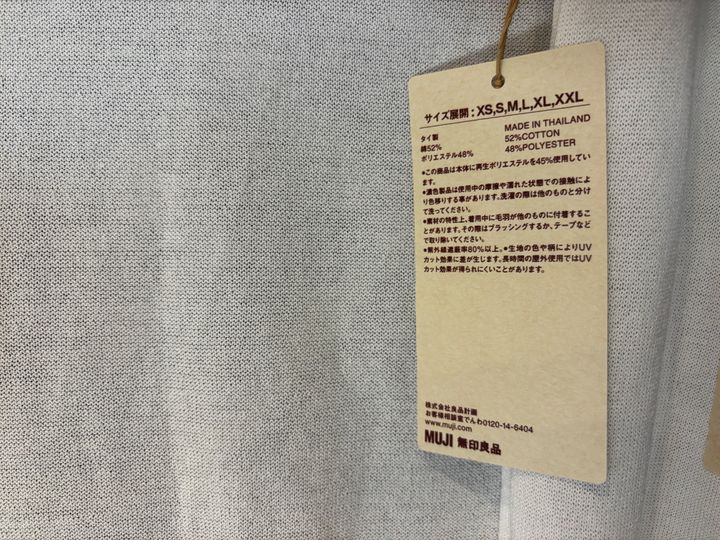 サイズ展開：XS,S,M,L,XL,XXL
タイ製 MADE IN THAILAND
綿52% 52%COTTON
ポリエステル48% 48%POLYESTER
●この商品は本体に再生ポリエステルを45%使用してい
ます。
●濃色製品は使用中の摩擦や濡れた状態での接触によ
り色移りする事があります。洗濯の際は他のものと分け
て洗ってください。
●素材の特性上、着用中に毛羽が他のものに付着するこ
とがあります。その際はブラッシングするか、テープなど
で取り除いてください。
●紫外線遮蔽率80%以上。●生地の色や柄によりUV
カット効果に差が生じます。長時間の屋外使用ではUV
カット効果が得られにくいことがあります。
株式会社良品計画
お客様相談室でんわ0120-14-6404
www.muji.com
MUJI 無印良品